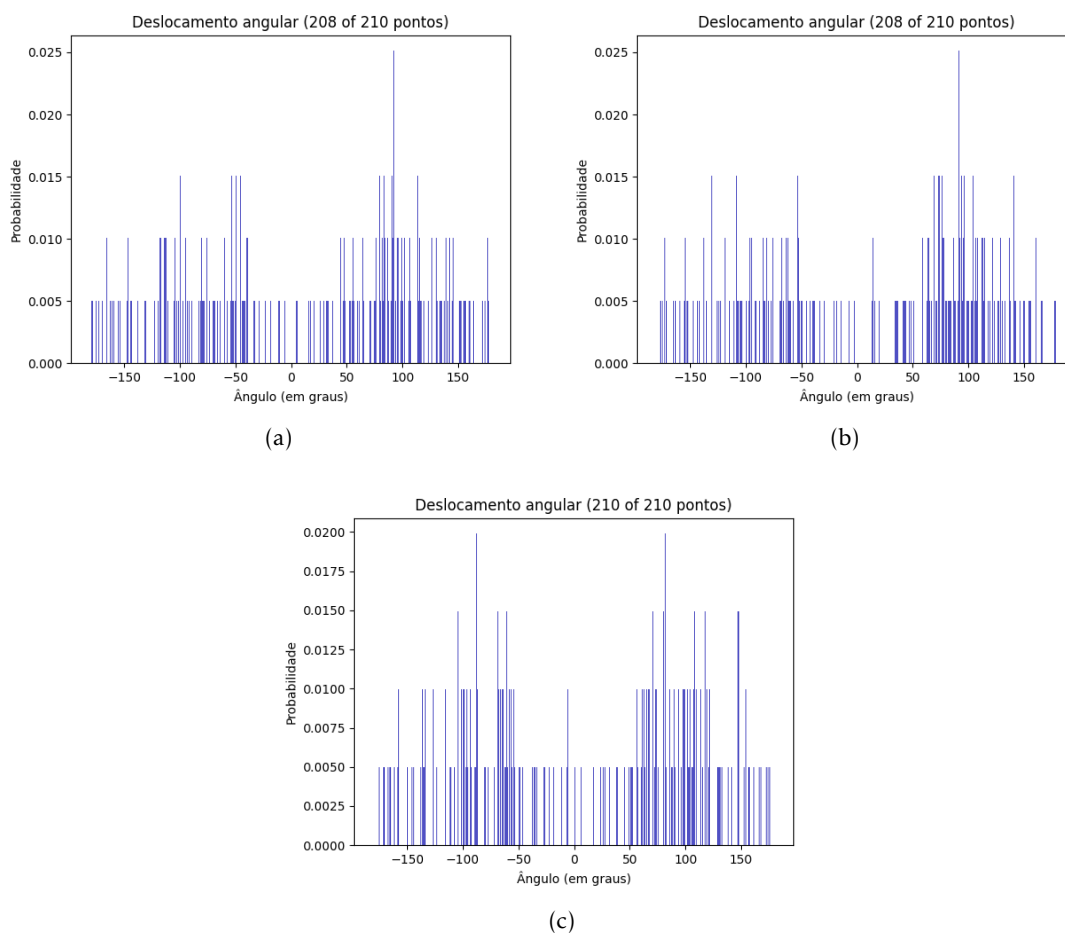 Deslocamento angular (208 of 210 pontos)
0.025
0.020
0.015
0.010
0.005
0.000
Probabilidade
−150 −100 −50 0 50 100 150
Ângulo (em graus)
(a)
Deslocamento angular (208 of 210 pontos)
0.025
0.020
0.015
0.010
0.005
0.000
Probabilidade
−150 −100 −50 0 50 100 150
Ângulo (em graus)
(b)
Deslocamento angular (210 of 210 pontos)
0.0200
0.0175
0.0150
0.0125
0.0100
0.0075
0.0050
0.0025
0.0000
Probabilidade
−150 −100 −50 0 50 100 150
Ângulo (em graus)
(c)